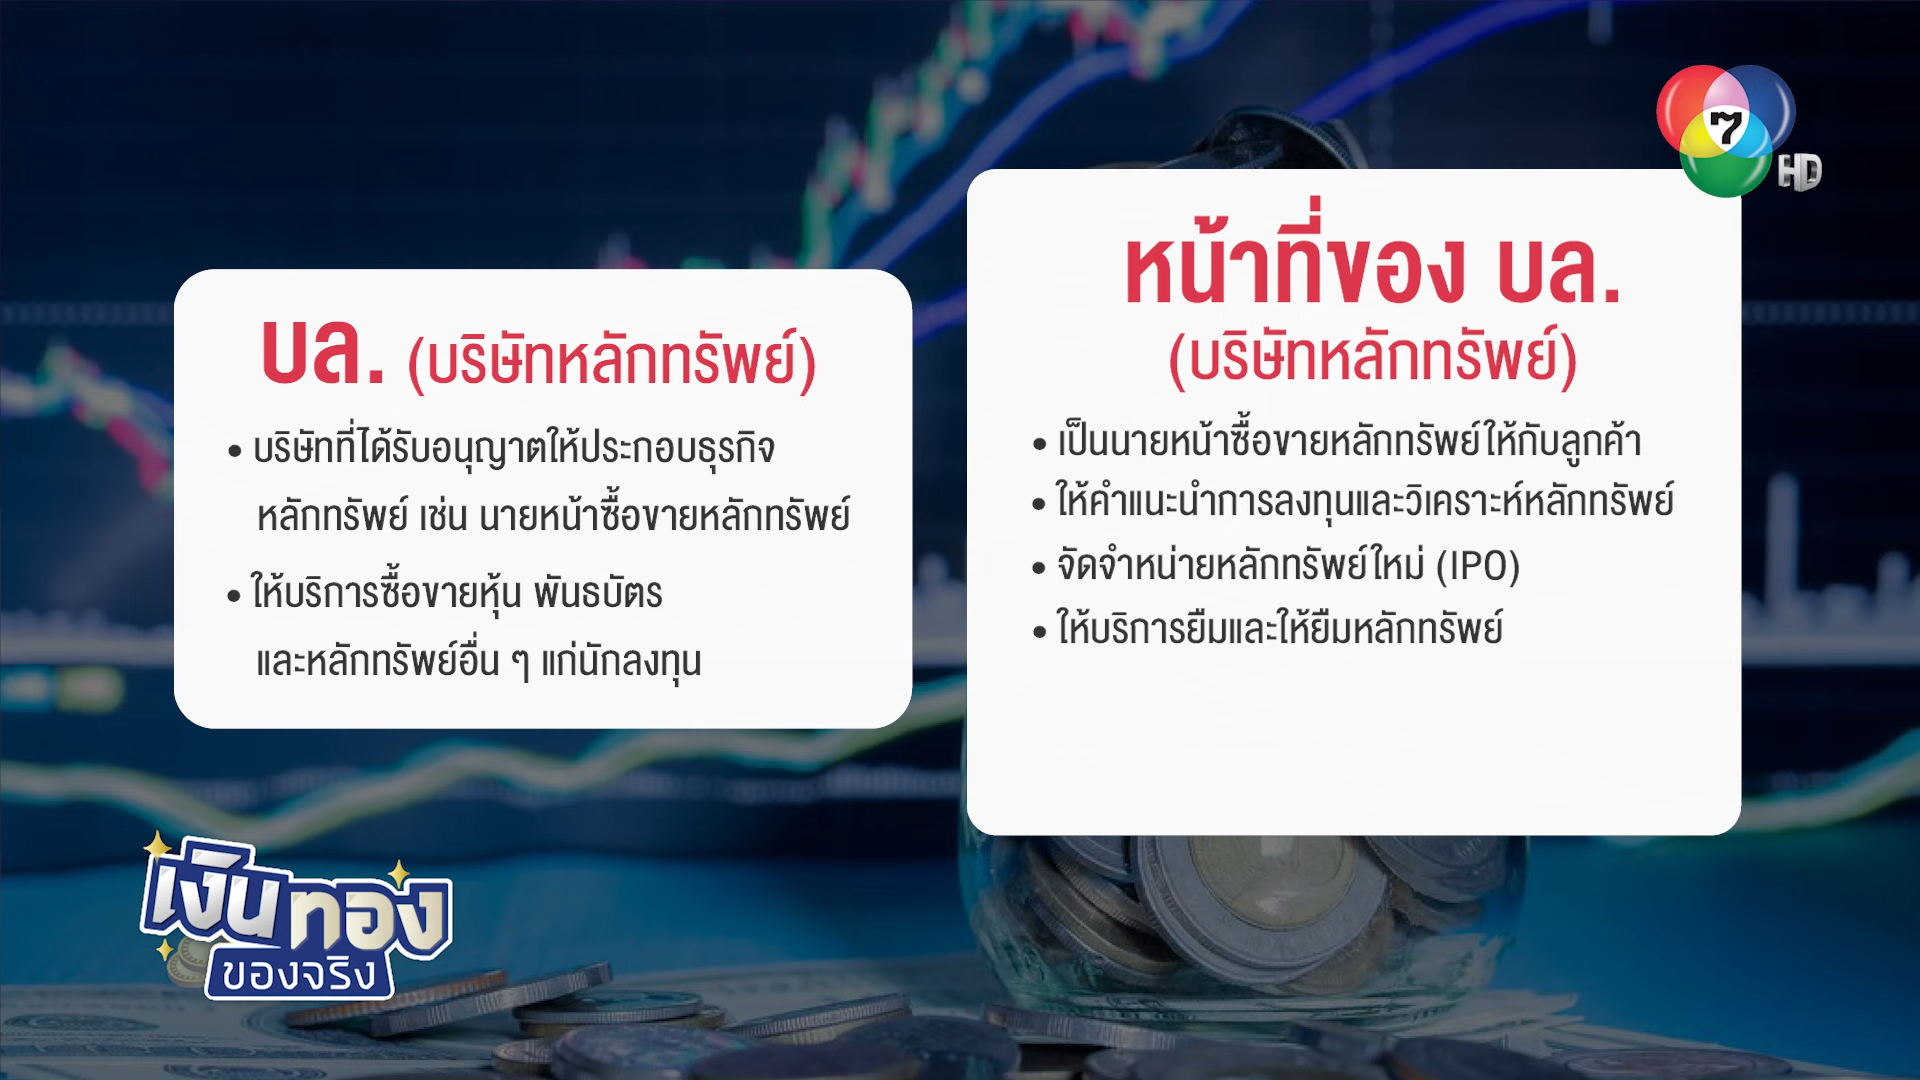 บล. (บริษัทหลักทรัพย์)
• บริษัทที่ได้รับอนุญาตให้ประกอบธุรกิจ
หลักทรัพย์ เช่น นายหน้าซื้อขายหลักทรัพย์
• ให้บริการซื้อขายหุ้น พันธบัตร
และหลักทรัพย์อื่น ๆ แก่นักลงทุน
หน้าที่ของ บล.
(บริษัทหลักทรัพย์)
• เป็นนายหน้าซื้อขายหลักทรัพย์ให้กับลูกค้า
• ให้คำแนะนำการลงทุนและวิเคราะห์หลักทรัพย์
• จัดจำหน่ายหลักทรัพย์ใหม่ (IPO)
• ให้บริการยืมและให้ยืมหลักทรัพย์
7 HD
เงินทอง
ของจริง